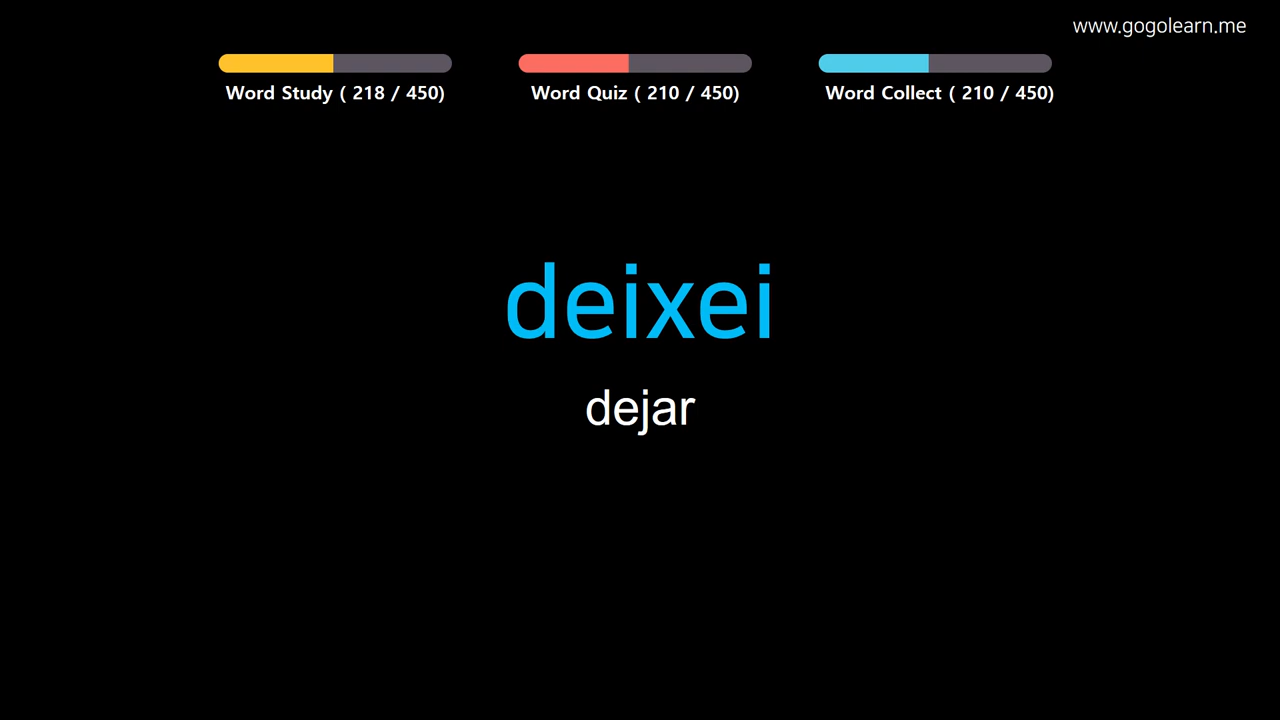 www.gogolearn.me
Word Study ( 218 / 450)
Word Quiz ( 210 / 450)
Word Collect ( 210 / 450)
deixei
dejar